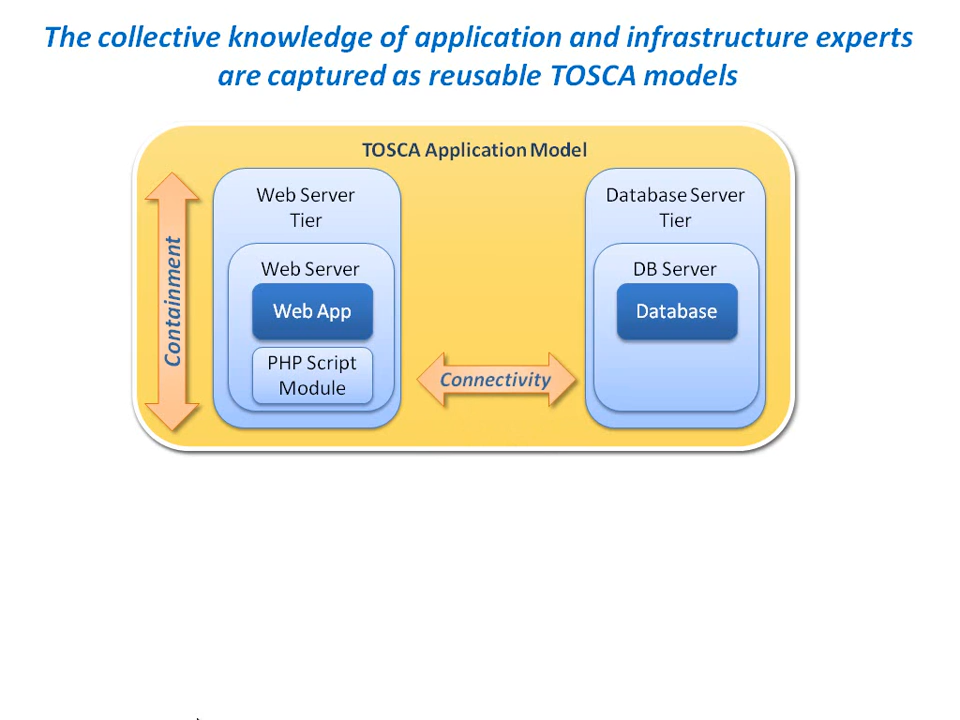 The collective knowledge of application and infrastructure experts
are captured as reusable TOSCA models
TOSCA Application Model
Containment
Web Server
Tier
Web Server
Web App
PHP Script
Module
Connectivity
Database Server
Tier
DB Server
Database